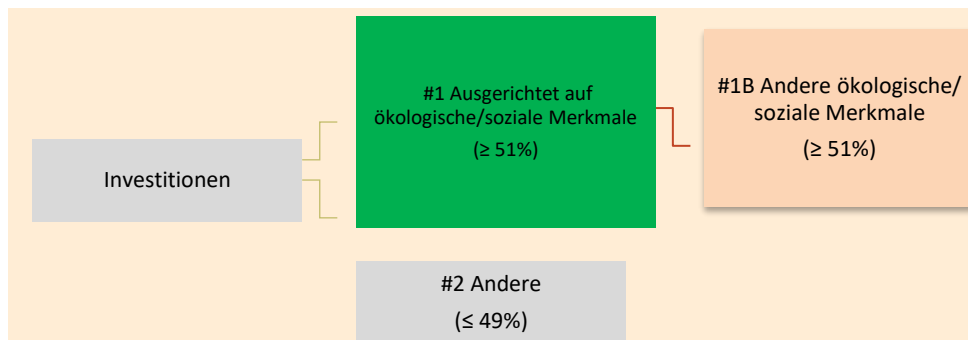 #1 Ausgerichtet auf
ökologische/soziale Merkmale
(≥ 51%)
#1B Andere ökologische/
soziale Merkmale
(≥ 51%)
Investitionen
#2 Andere
(≤ 49%)